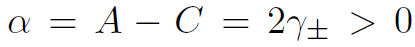 α = A − C = 2γ± > 0